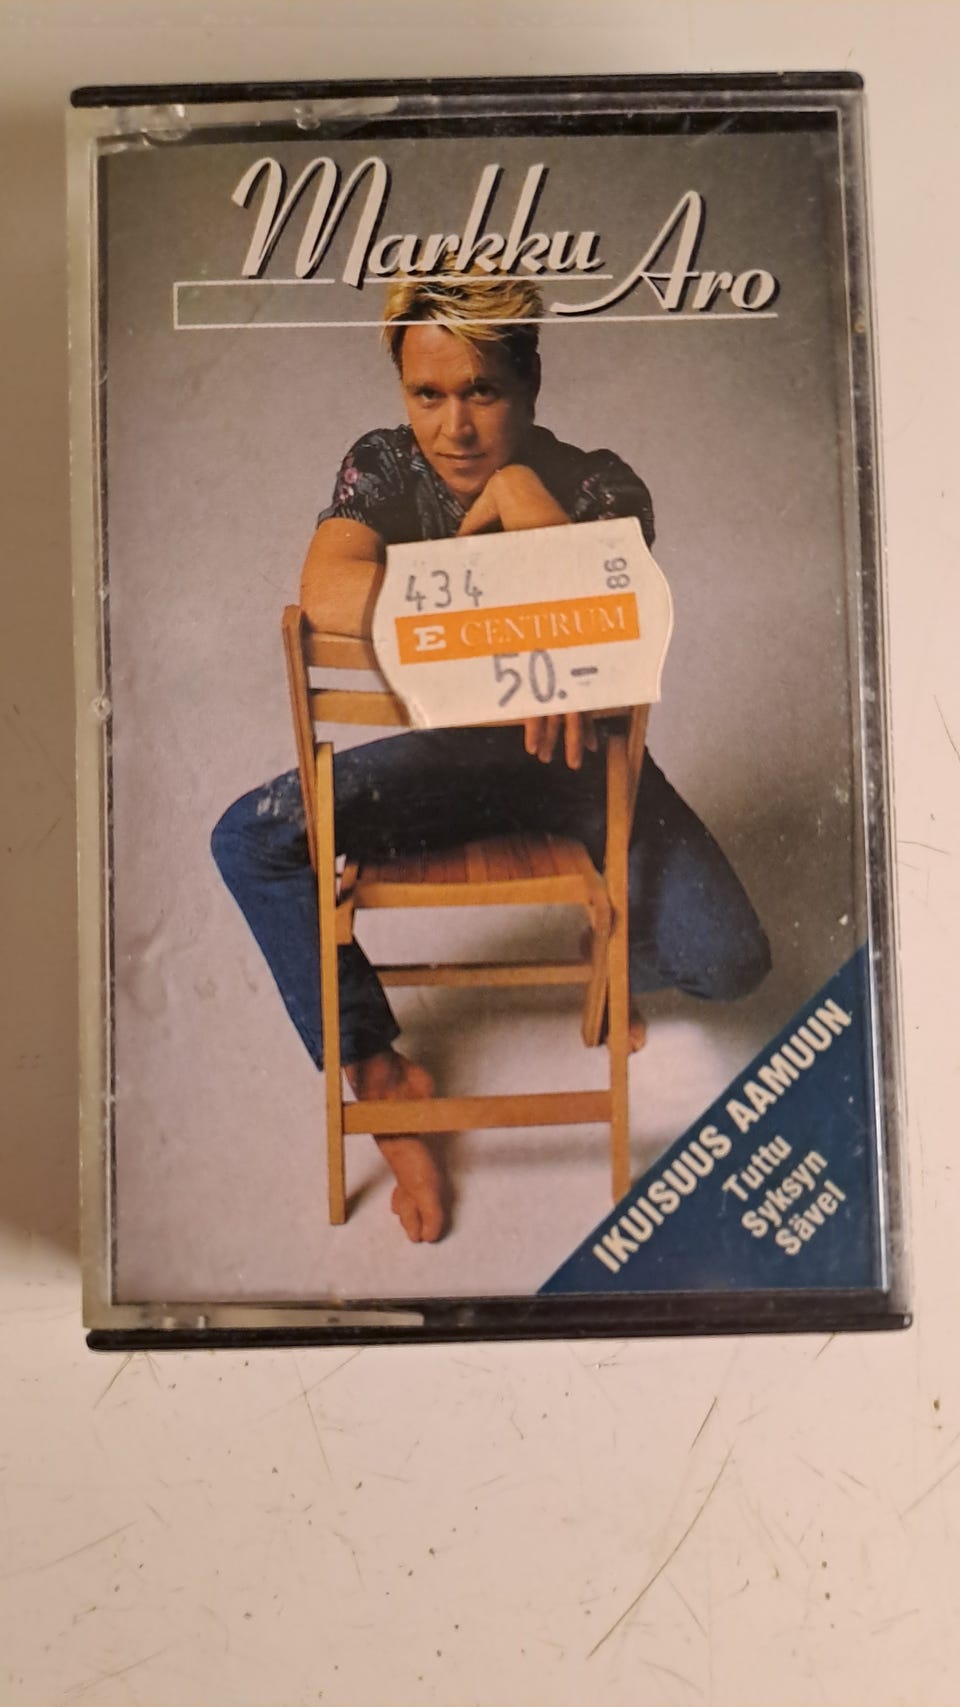 Markku Aro
434
86
E CENTRUM
50.-
IKUISUUS AAMUUN
Tuttu
Syksyn
Sävel